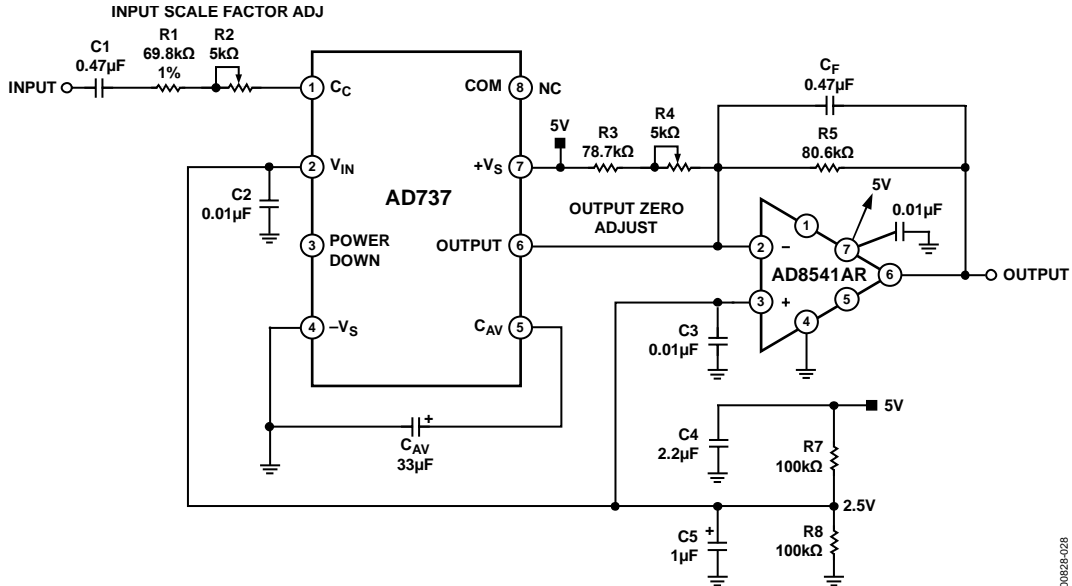 INPUT SCALE FACTOR ADJ
C1
0.47µF
R1
69.8kΩ
1%
R2
5kΩ
INPUT
1
CC
COM
8
NC
CF
0.47µF
5V
R3
78.7kΩ
R4
5kΩ
R5
80.6kΩ
2
VIN
+VS
7
C2
0.01µF
AD737
OUTPUT ZERO
ADJUST
5V
0.01µF
3
POWER
DOWN
OUTPUT
6
2
−
1
7
AD8541AR
6
OUTPUT
3
+
5
4
4
−VS
CAV
5
C3
0.01µF
+
CAV
33µF
C4
2.2µF
5V
R7
100kΩ
2.5V
C5
1µF
+
R8
100kΩ
00828-028